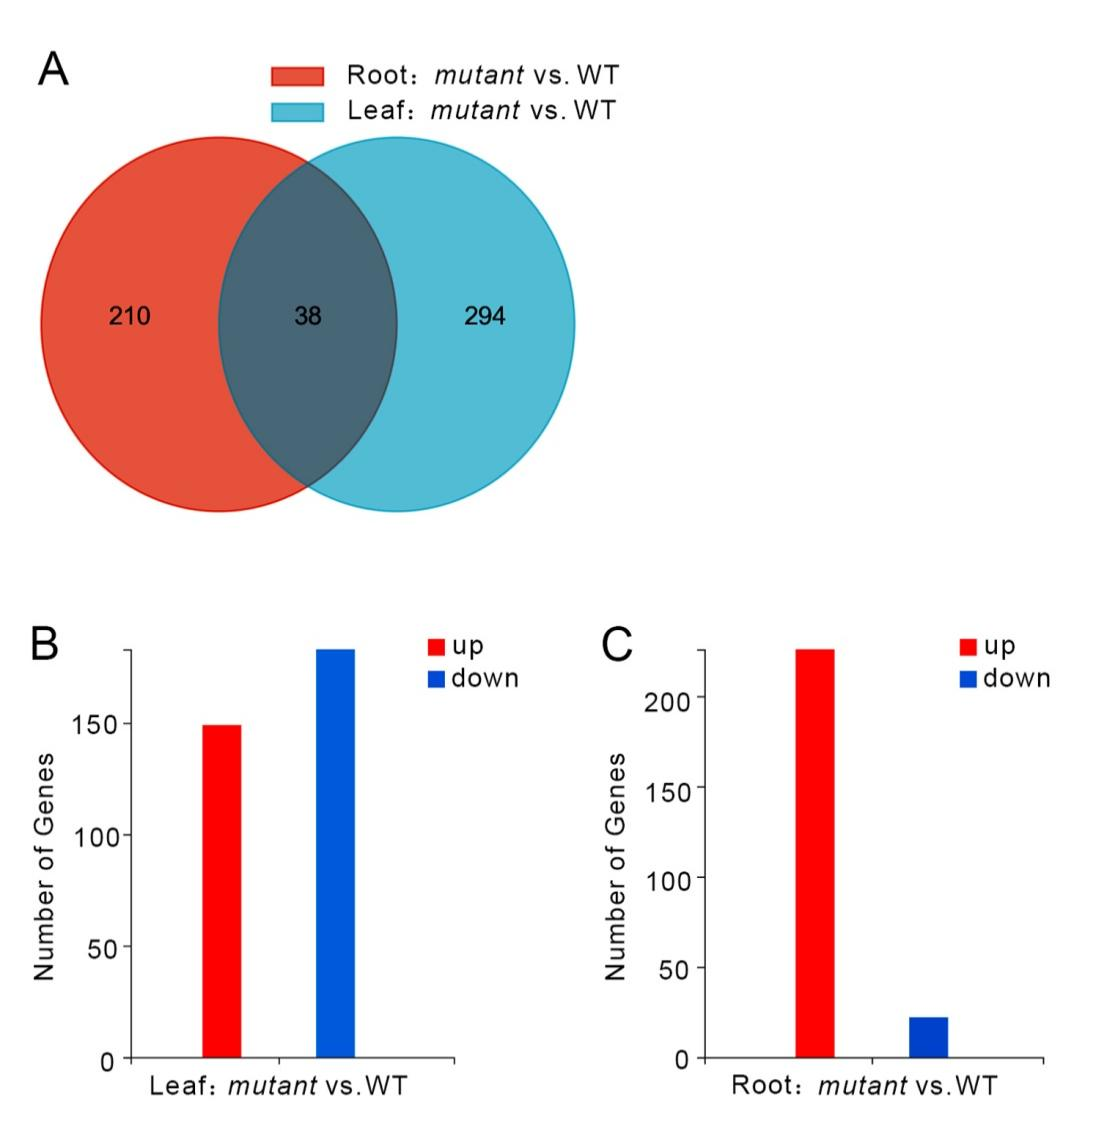 A
Root： mutant vs. WT
Leaf： mutant vs. WT
210
38
294
B
up
down
Number of Genes
150
100
50
0
Leaf： mutant vs. WT
C
up
down
Number of Genes
200
150
100
50
0
Root： mutant vs. WT